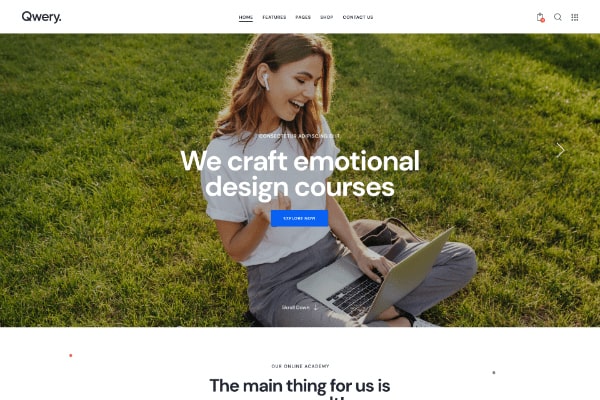 Qwery.
HOME FEATURES PAGES SHOP CONTACT US
CONSECTETUR ADIPISCING ELIT
We craft emotional
design courses
EXPLORE NOW
Scroll Down
OUR ONLINE ACADEMY
The main thing for us is